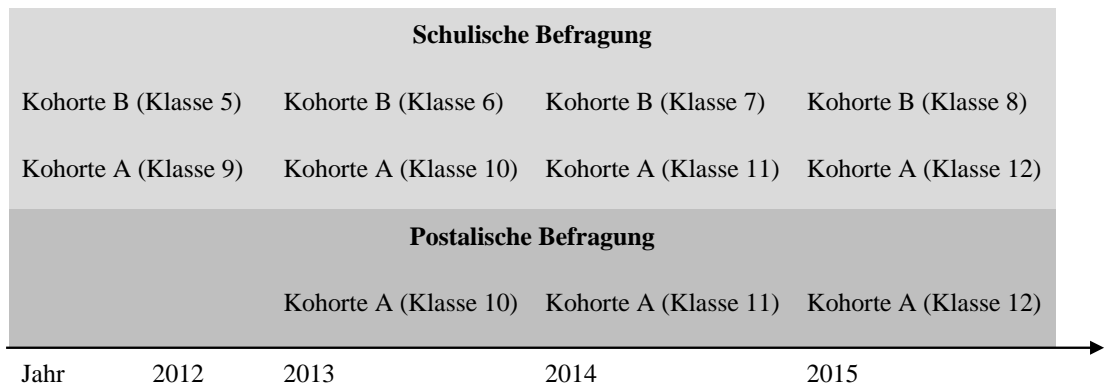 Schulische Befragung
Kohorte B (Klasse 5) Kohorte B (Klasse 6) Kohorte B (Klasse 7) Kohorte B (Klasse 8)
Kohorte A (Klasse 9) Kohorte A (Klasse 10) Kohorte A (Klasse 11) Kohorte A (Klasse 12)
Postalische Befragung
Kohorte A (Klasse 10) Kohorte A (Klasse 11) Kohorte A (Klasse 12)
Jahr 2012 2013 2014 2015